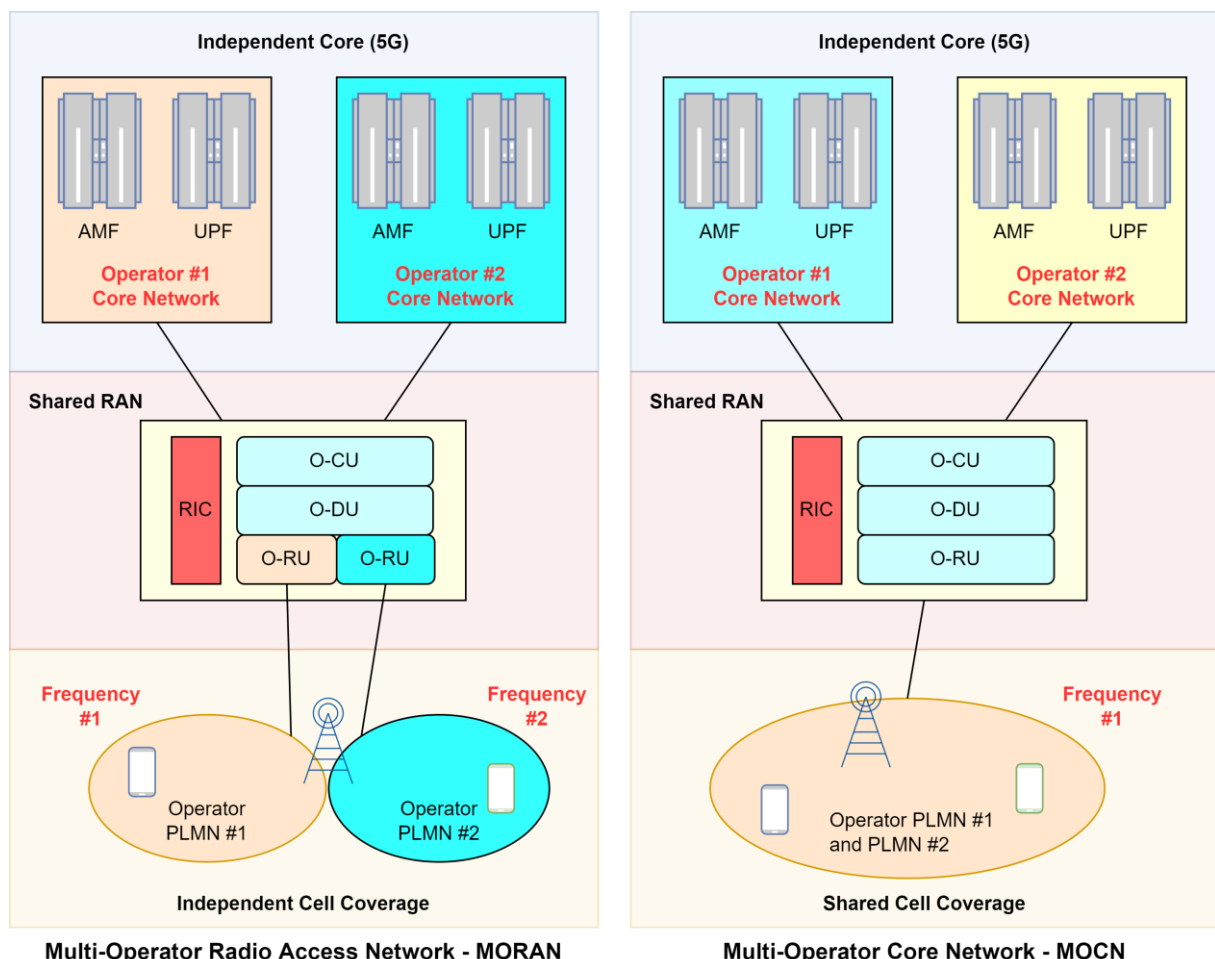 Independent Core (5G)
AMF
UPF
Operator #1
Core Network
AMF
UPF
Operator #2
Core Network
Shared RAN
RIC
O-CU
O-DU
O-RU
O-RU
Frequency
#1
Frequency
#2
Operator
PLMN #1
Operator
PLMN #2
Independent Cell Coverage
Multi-Operator Radio Access Network - MORAN
Independent Core (5G)
AMF
UPF
Operator #1
Core Network
AMF
UPF
Operator #2
Core Network
Shared RAN
RIC
O-CU
O-DU
O-RU
Frequency
#1
Operator PLMN #1
and PLMN #2
Shared Cell Coverage
Multi-Operator Core Network - MOCN